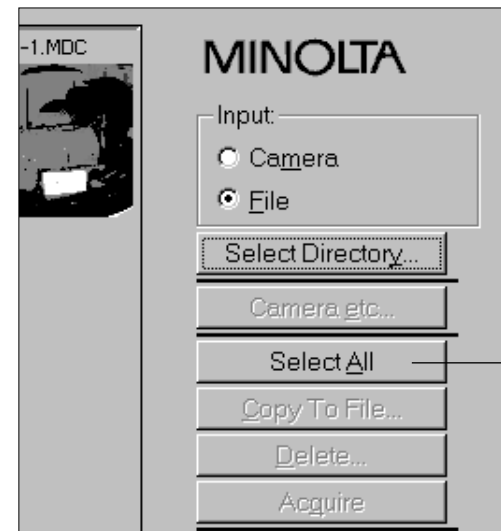 -1.MDC
MINOLTA
Input:
Camera
File
Select Directory...
Camera etc...
Select All
Copy To File...
Delete...
Acquire